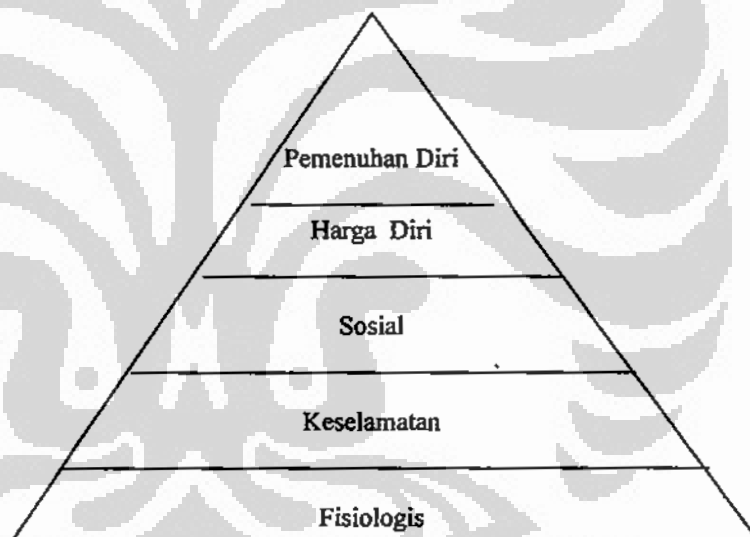 Pemenuhan Diri
Harga Diri
Sosial
Keselamatan
Fisiologis